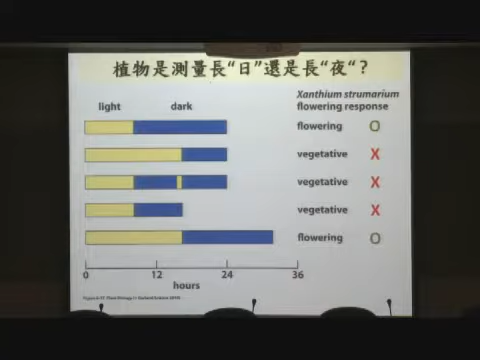 植物是測量長“日”還是長“夜“？
Xanthium strumarium
flowering response
light dark
flowering O
vegetative X
vegetative X
vegetative X
flowering O
0 12 24 36
hours